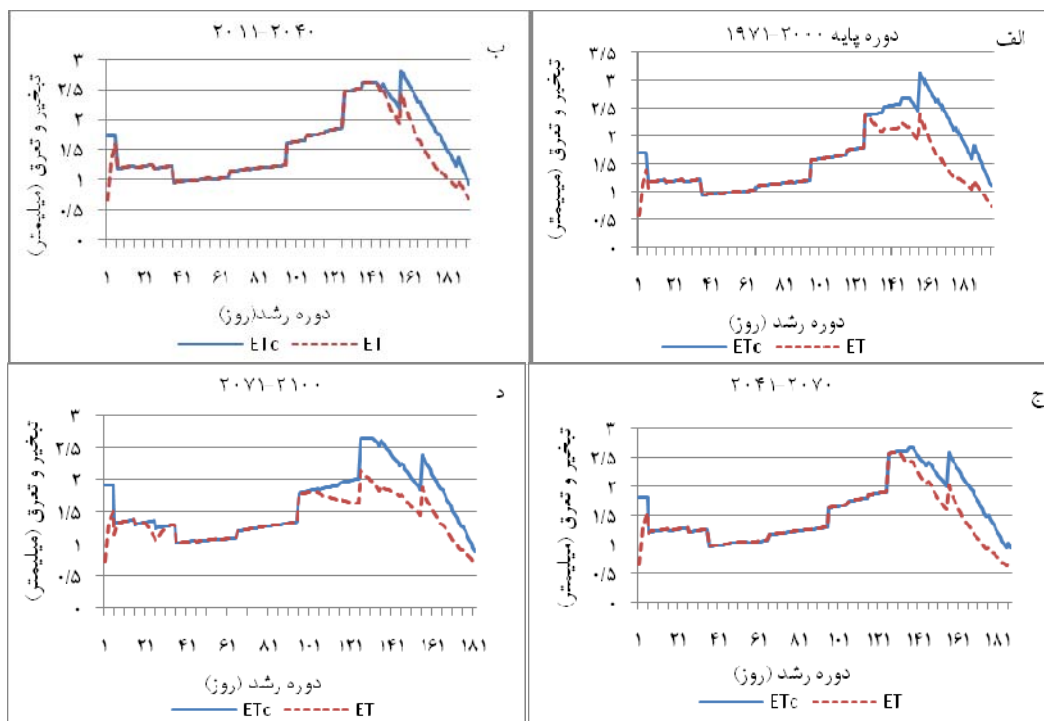 الف
دوره پایه ۱۹۷۱-۲۰۰۰
تبخیر و تعرق (میلیمتر)
۳/۵
۳
۲/۵
۲
۱/۵
۱
۰/۵
۰
۱ ۲۱ ۴۱ ۶۱ ۸۱ ۱۰۱ ۱۲۱ ۱۴۱ ۱۶۱ ۱۸۱
دوره رشد (روز)
ETc ET
ب
۲۰۱۱-۲۰۴۰
تبخیر و تعرق (میلیمتر)
۳
۲/۵
۲
۱/۵
۱
۰/۵
۰
۱ ۲۱ ۴۱ ۶۱ ۸۱ ۱۰۱ ۱۲۱ ۱۴۱ ۱۶۱ ۱۸۱
دوره رشد(روز)
ETc ET
ج
۲۰۴۱-۲۰۷۰
تبخیر و تعرق (میلیمتر)
۳
۲/۵
۲
۱/۵
۱
۰/۵
۰
۱ ۲۱ ۴۱ ۶۱ ۸۱ ۱۰۱ ۱۲۱ ۱۴۱ ۱۶۱ ۱۸۱
دوره رشد (روز)
ETc ET
د
۲۰۷۱-۲۱۰۰
تبخیر و تعرق (میلیمتر)
۳
۲/۵
۲
۱/۵
۱
۰/۵
۰
۱ ۲۱ ۴۱ ۶۱ ۸۱ ۱۰۱ ۱۲۱ ۱۴۱ ۱۶۱ ۱۸۱
دوره رشد (روز)
ETc ET